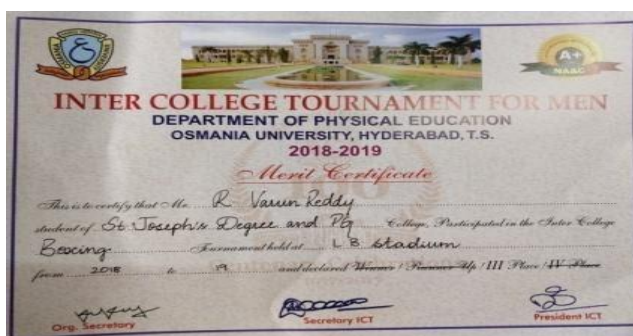 A+
NAAC
INTER COLLEGE TOURNAMENT FOR MEN
DEPARTMENT OF PHYSICAL EDUCATION
OSMANIA UNIVERSITY, HYDERABAD, T.S.
2018-2019
Merit Certificate
This is to certify that Mr. R Varun Reddy
student of St. Joseph's Degree and PG College, Participated in the Inter College
Boxing Tournament held at L B Stadium
from 2018 to 19 and declared Winner / Runner Up / III Place / IV Place
Org. Secretary Secretary ICT President ICT